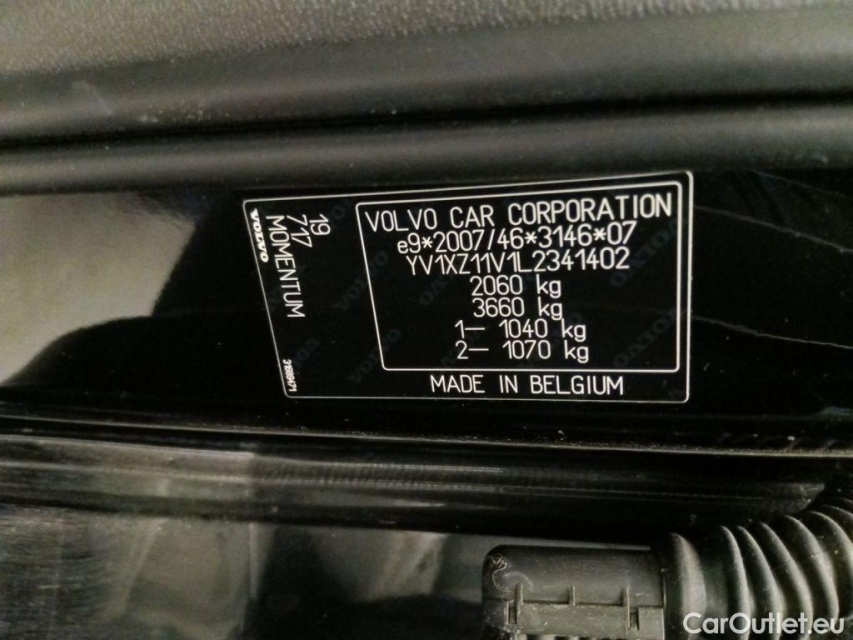 VOLVO CAR CORPORATION
e9*2007/46*3146*07
YV1XZ11V1L2341402
2060 kg
3660 kg
1– 1040 kg
2– 1070 kg
MADE IN BELGIUM
19
717
MOMENTUM
VOLVO
CarOutlet.eu